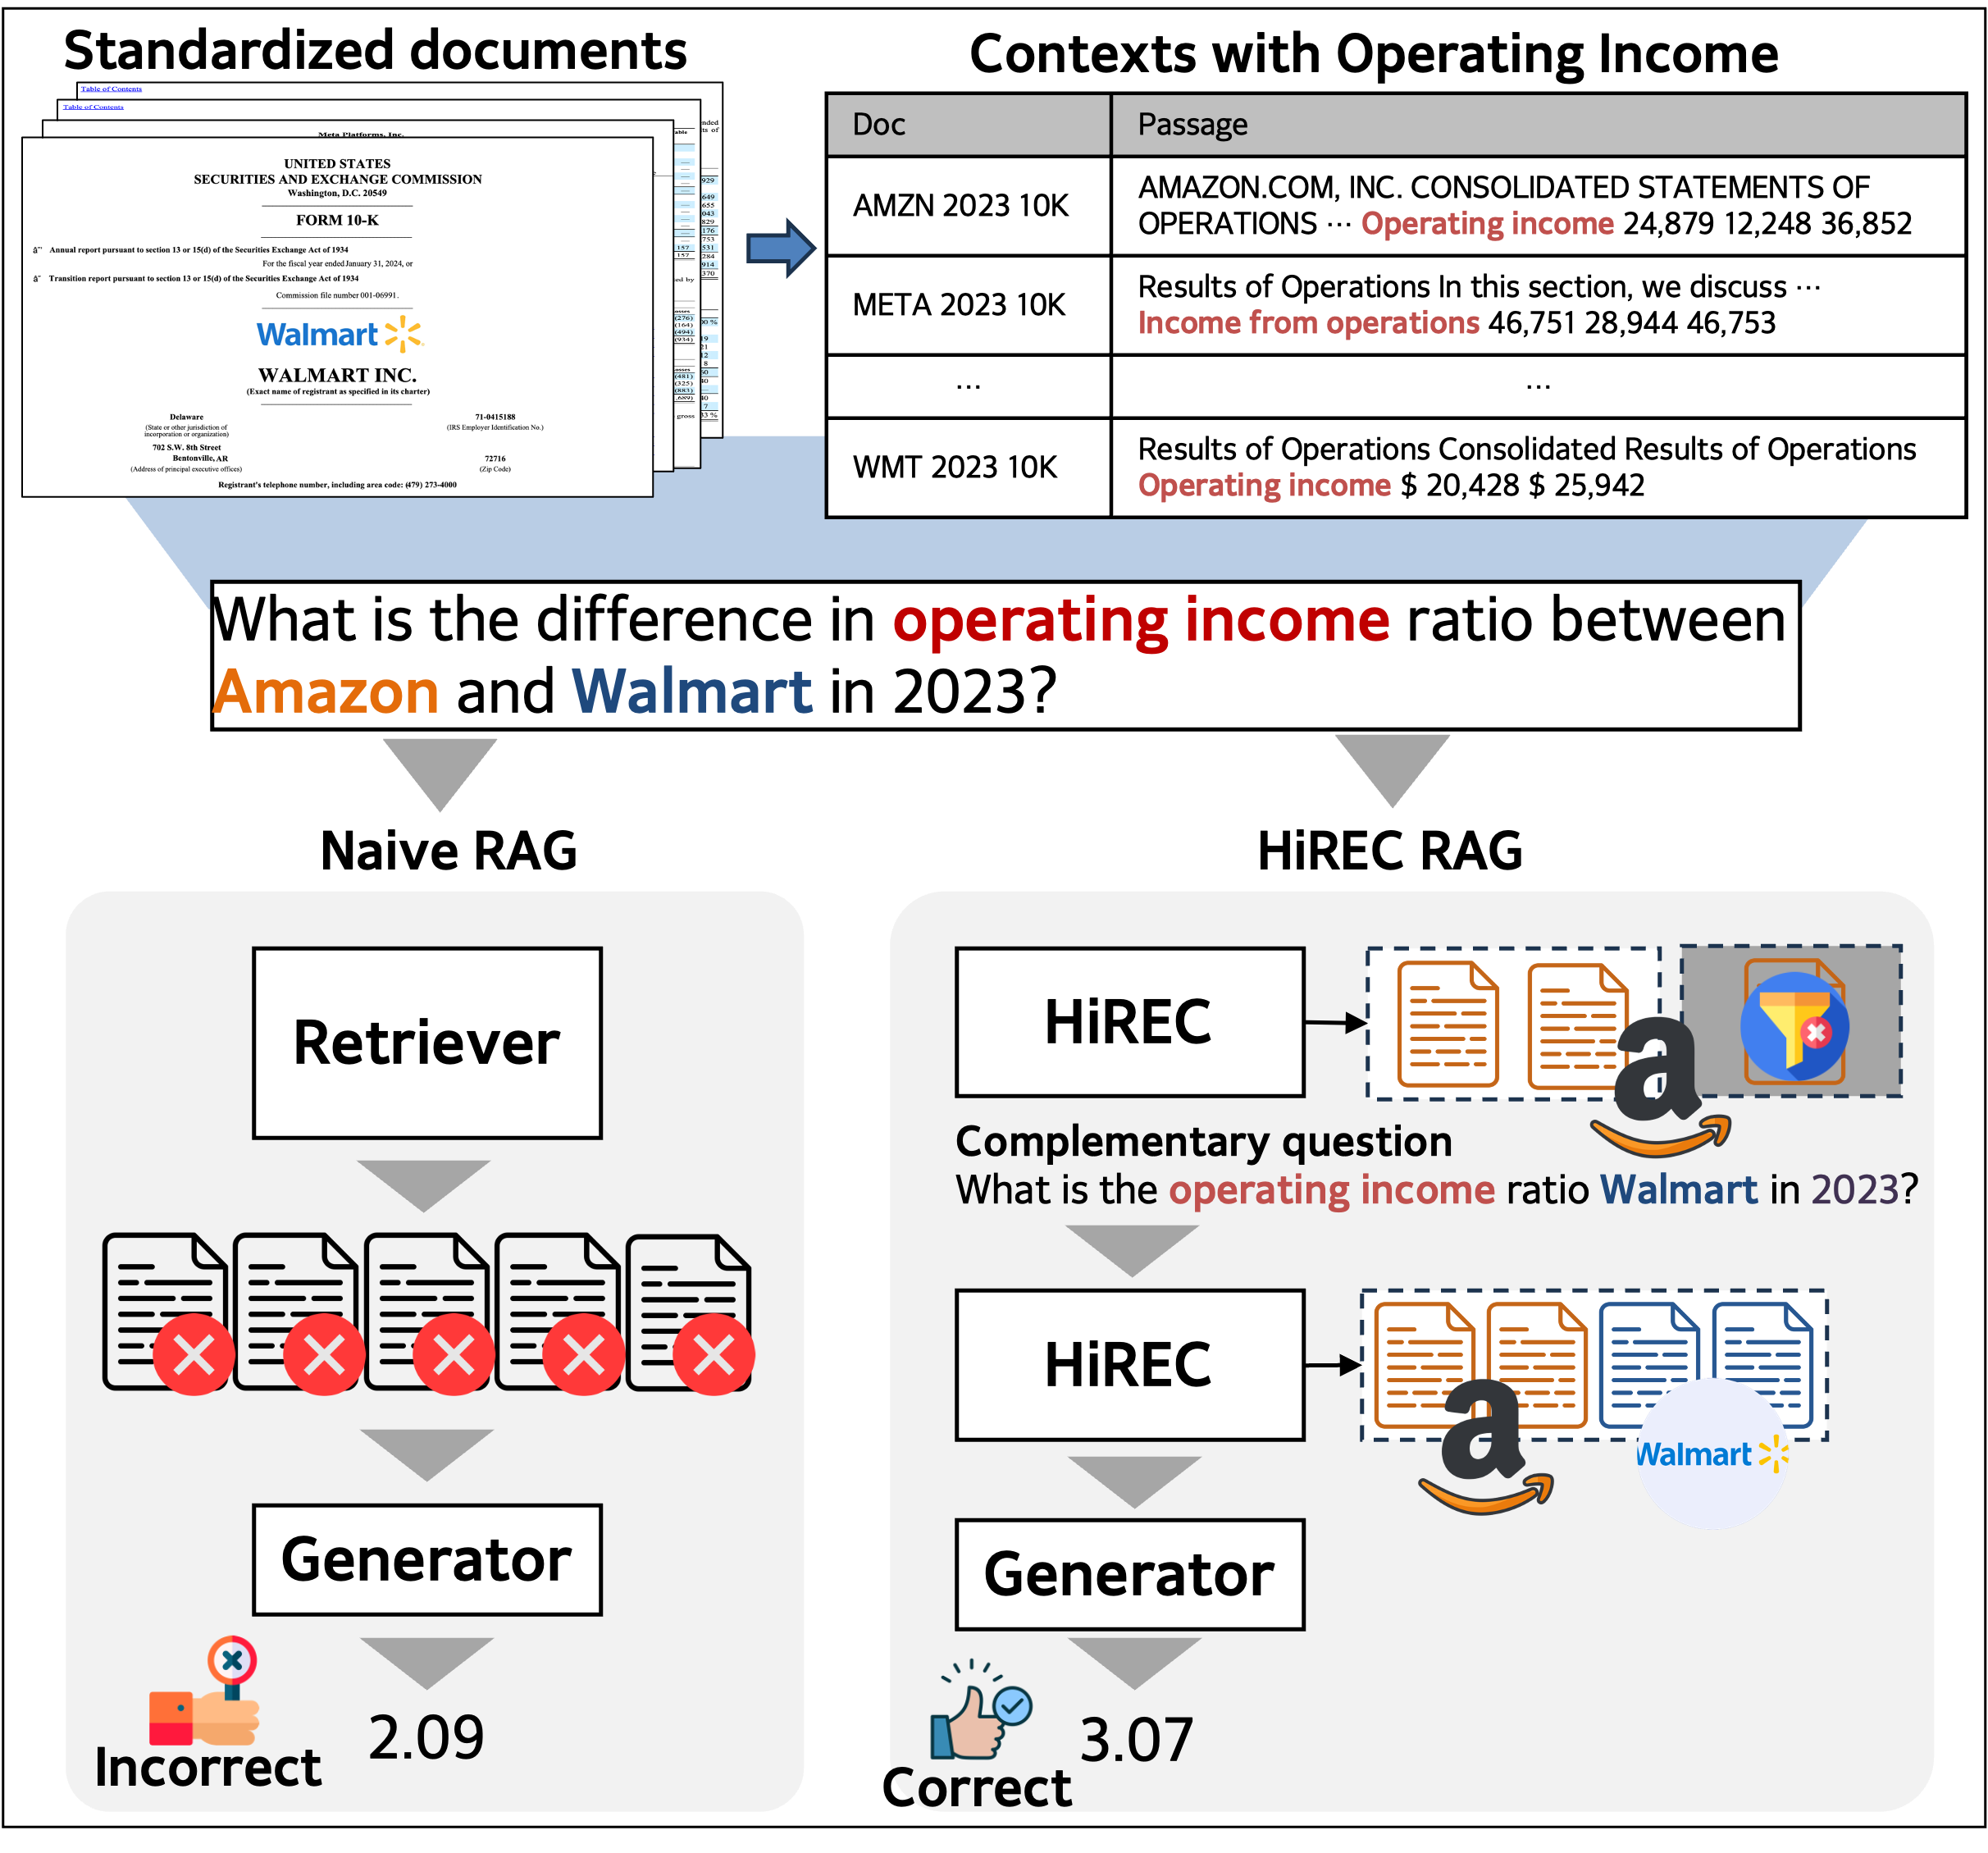 Standardized documents
Table of Contents
Table of Contents
Meta Platforms, Inc.
UNITED STATES
SECURITIES AND EXCHANGE COMMISSION
Washington, D.C. 20549
FORM 10-K
Annual report pursuant to section 13 or 15(d) of the Securities Exchange Act of 1934
For the fiscal year ended January 31, 2024, or
Transition report pursuant to section 13 or 15(d) of the Securities Exchange Act of 1934
Commission file number 001-06991.
Walmart
WALMART INC.
(Exact name of registrant as specified in its charter)
Delaware
71-0415188
(State or other jurisdiction of
incorporation or organization)
(IRS Employer Identification No.)
702 S.W. 8th Street
Bentonville, AR
72716
(Address of principal executive offices)
(Zip Code)
Registrant's telephone number, including area code: (479) 273-4000
Contexts with Operating Income
Doc Passage
AMZN 2023 10K
AMAZON.COM, INC. CONSOLIDATED STATEMENTS OF
OPERATIONS ··· Operating income 24,879 12,248 36,852
META 2023 10K
Results of Operations In this section, we discuss ···
Income from operations 46,751 28,944 46,753
... ...
WMT 2023 10K
Results of Operations Consolidated Results of Operations
Operating income $ 20,428 $ 25,942
What is the difference in operating income ratio between
Amazon and Walmart in 2023?
Naive RAG
Retriever
Generator
Incorrect
2.09
HiREC RAG
HiREC
a
Complementary question
What is the operating income ratio Walmart in 2023?
HiREC
a
Walmart
Generator
Correct
3.07